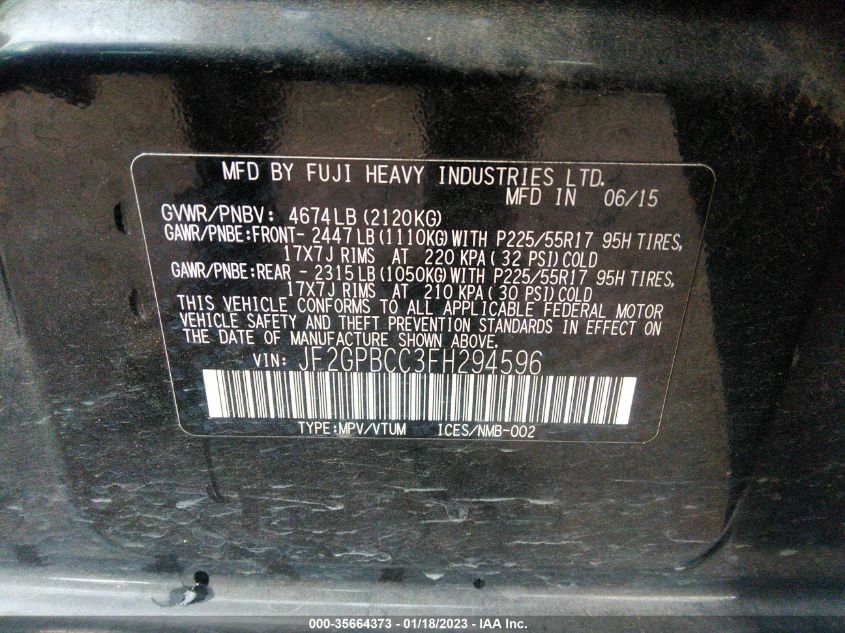 MFD BY FUJI HEAVY INDUSTRIES LTD.
MFD IN 06/15
GVWR/PNBV: 4674LB(2120KG)
GAWR/PNBE:FRONT- 2447LB(1110KG)WITH P225/55R17 95H TIRES,
17X7J RIMS AT 220 KPA( 32 PSI)COLD
GAWR/PNBE:REAR - 2315LB(1050KG)WITH P225/55R17 95H TIRES,
17X7J RIMS AT 210 KPA(30 PSI)COLD
THIS VEHICLE CONFORMS TO ALL APPLICABLE FEDERAL MOTOR
VEHICLE SAFETY AND THEFT PREVENTION STANDARDS IN EFFECT ON
THE DATE OF MANUFACTURE SHOWN ABOVE.
VIN: JF2GPBCC3FH294596
TYPE:MPV/VTUM ICES/NMB-002
000-35664373 - 01/18/2023 - IAA Inc.